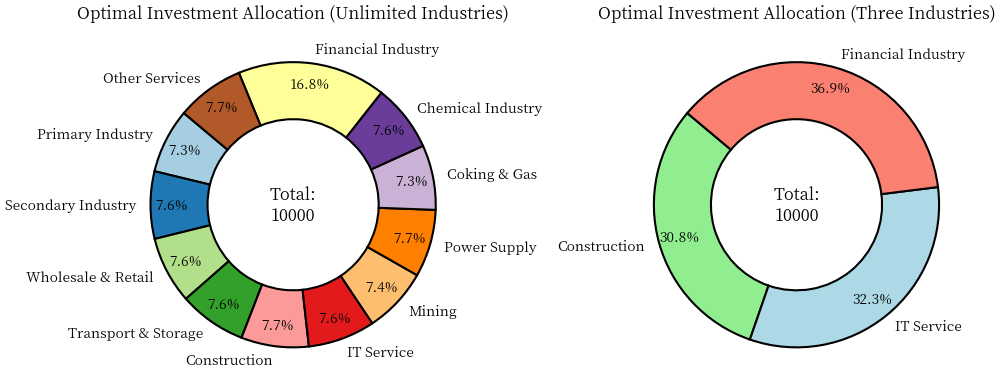 Optimal Investment Allocation (Unlimited Industries)
Financial Industry
16.8%
Other Services
7.7%
Chemical Industry
7.6%
Primary Industry
7.3%
Coking & Gas
7.3%
Secondary Industry
7.6%
Total:
10000
Power Supply
7.7%
Wholesale & Retail
7.6%
Mining
7.4%
Transport & Storage
7.6%
Construction
7.7%
IT Service
7.6%
Optimal Investment Allocation (Three Industries)
Financial Industry
36.9%
Total:
10000
Construction
30.8%
32.3%
IT Service